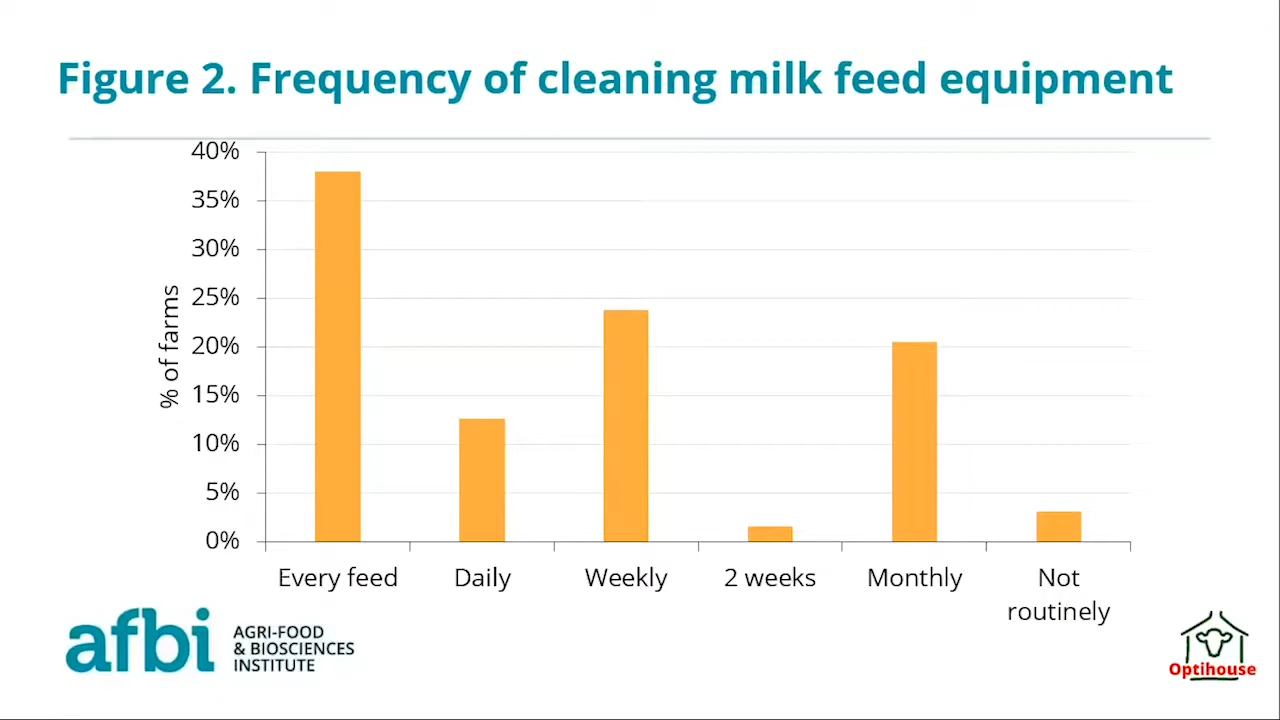 Figure 2. Frequency of cleaning milk feed equipment
40%
35%
30%
25%
20%
15%
10%
5%
0%
% of farms
Every feed
Daily
Weekly
2 weeks
Monthly
Not
routinely
afbi
AGRI-FOOD
& BIOSCIENCES
INSTITUTE
Optihouse